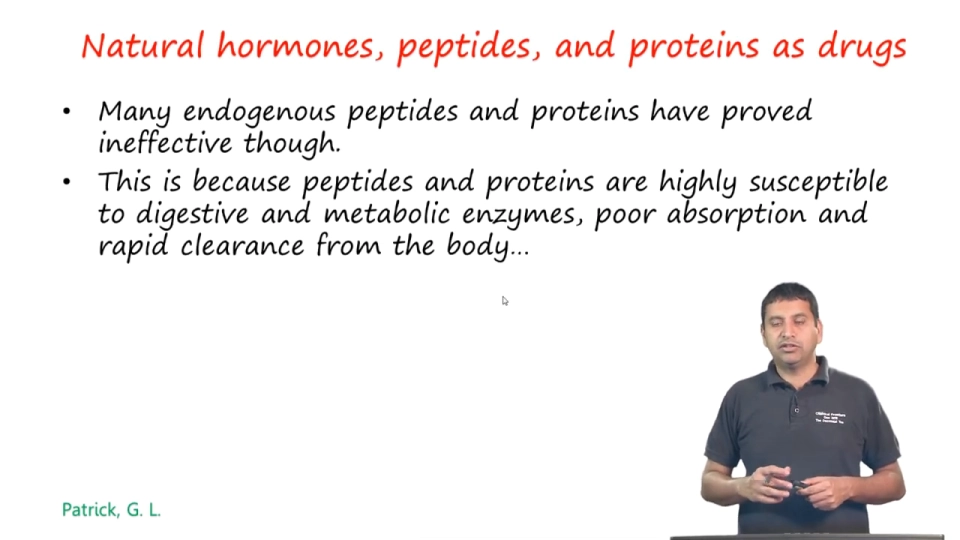 Natural hormones, peptides, and proteins as drugs
• Many endogenous peptides and proteins have proved
ineffective though.
• This is because peptides and proteins are highly susceptible
to digestive and metabolic enzymes, poor absorption and
rapid clearance from the body...
Patrick, G. L.